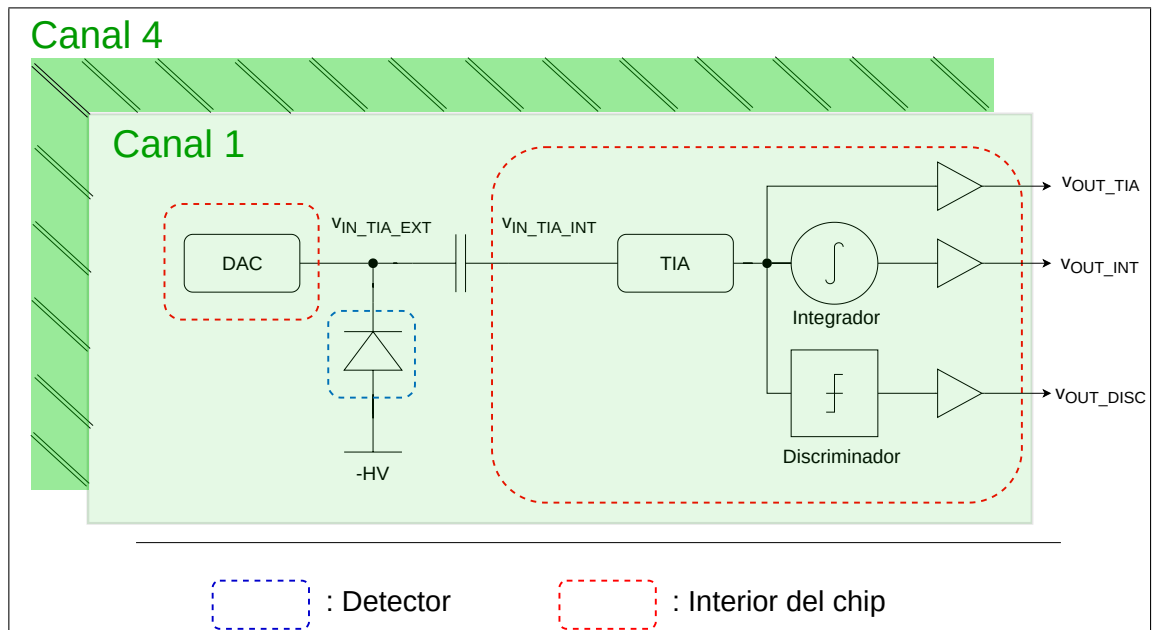 Canal 4
Canal 1
vOUT_TIA
vIN_TIA_EXT
vIN_TIA_INT
DAC
TIA
vOUT_INT
Integrador
vOUT_DISC
Discriminador
-HV
: Detector
: Interior del chip